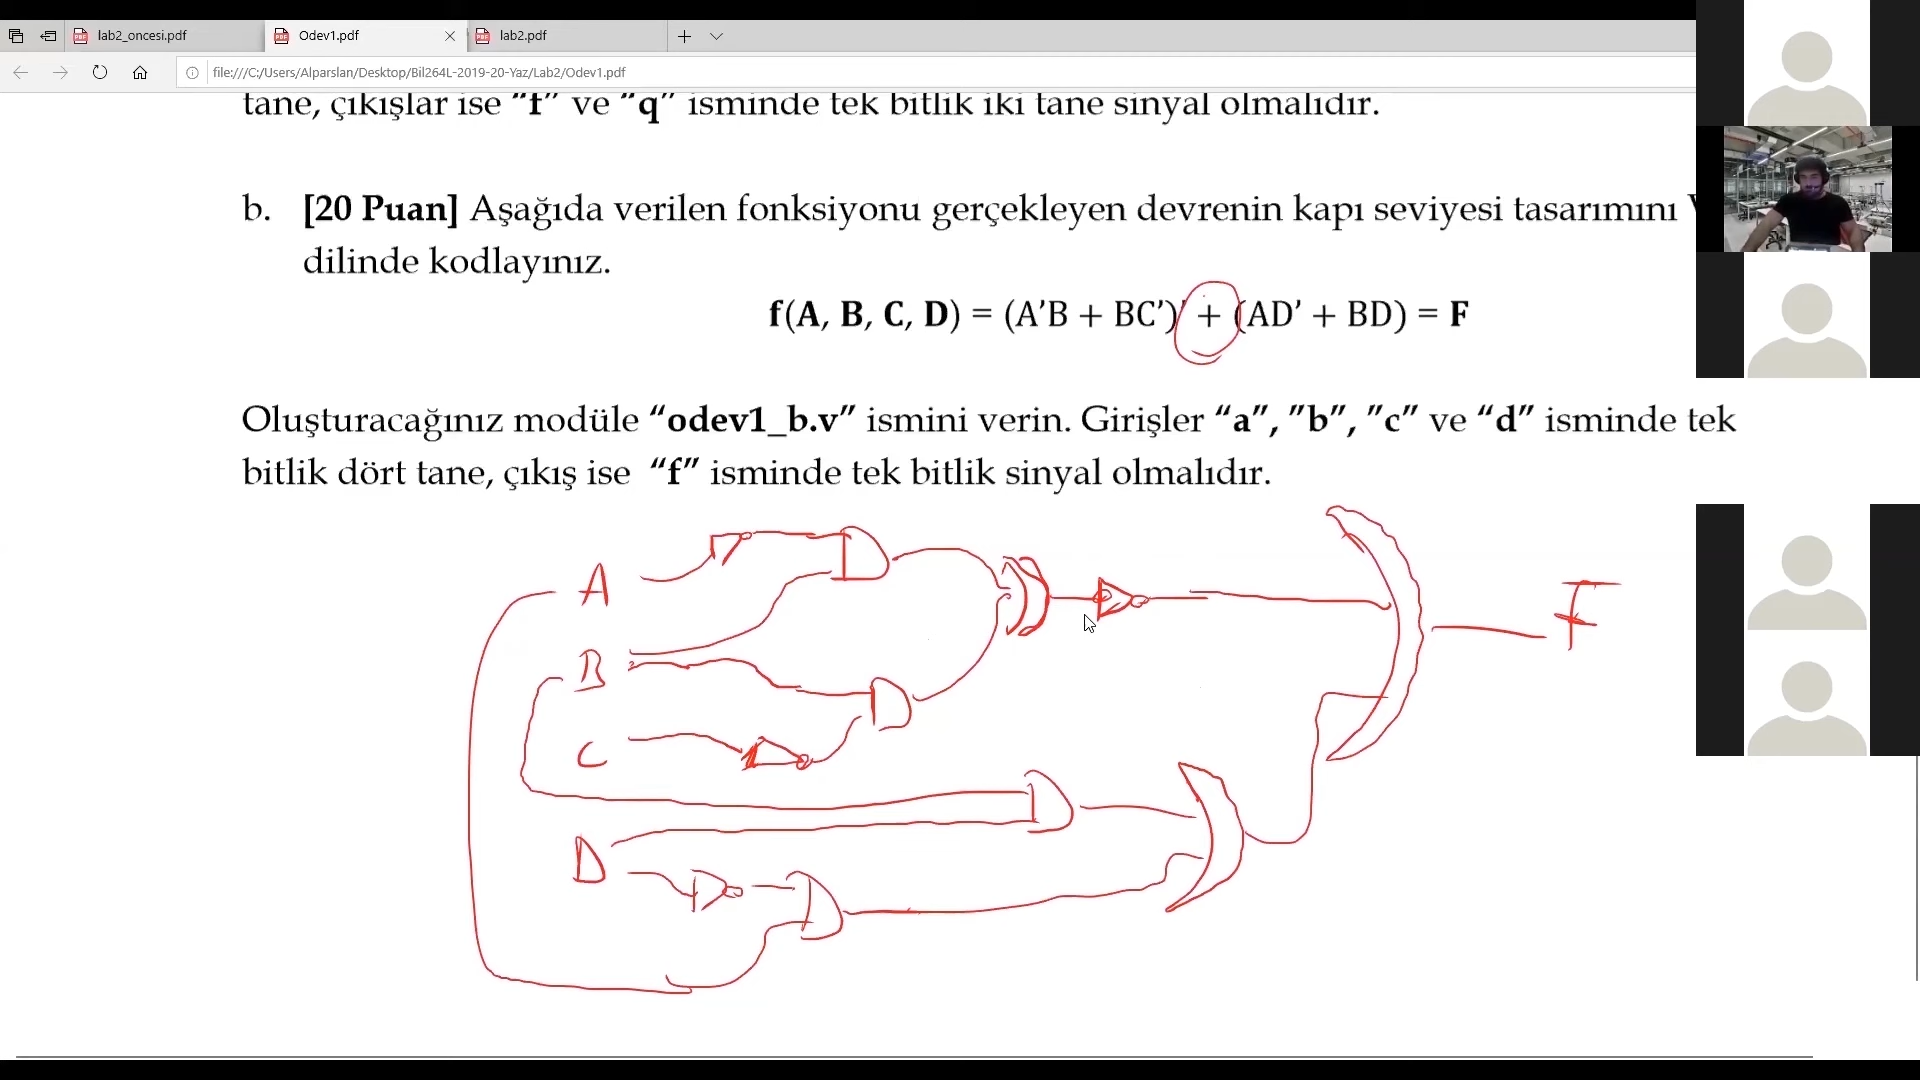 lab2_oncesi.pdf
Odev1.pdf
lab2.pdf
file:///C:/Users/Alparslan/Desktop/Bil264L-2019-20-Yaz/Lab2/Odev1.pdf
tane, çıkışlar ise “f” ve “q” isminde tek bitlik iki tane sinyal olmalıdır.
b. [20 Puan] Aşağıda verilen fonksiyonu gerçekleyen devrenin kapı seviyesi tasarımını
dilinde kodlayınız.
f(A, B, C, D) = (A’B + BC’)’ + (AD’ + BD) = F
Oluşturacağınız modüle “odev1_b.v” ismini verin. Girişler “a”, ”b”, ”c” ve “d” isminde tek
bitlik dört tane, çıkış ise “f” isminde tek bitlik sinyal olmalıdır.
A
F
B
C
D